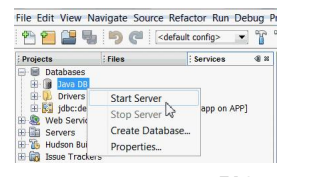 File Edit View Navigate Source Refactor Run Debug
<default config>
Projects Files Services
Databases
Java DB
Drivers
jdbc:de app on APP]
Web Servic
Servers
Hudson Bui
Issue Trackers
Start Server
Stop Server
Create Database...
Properties...